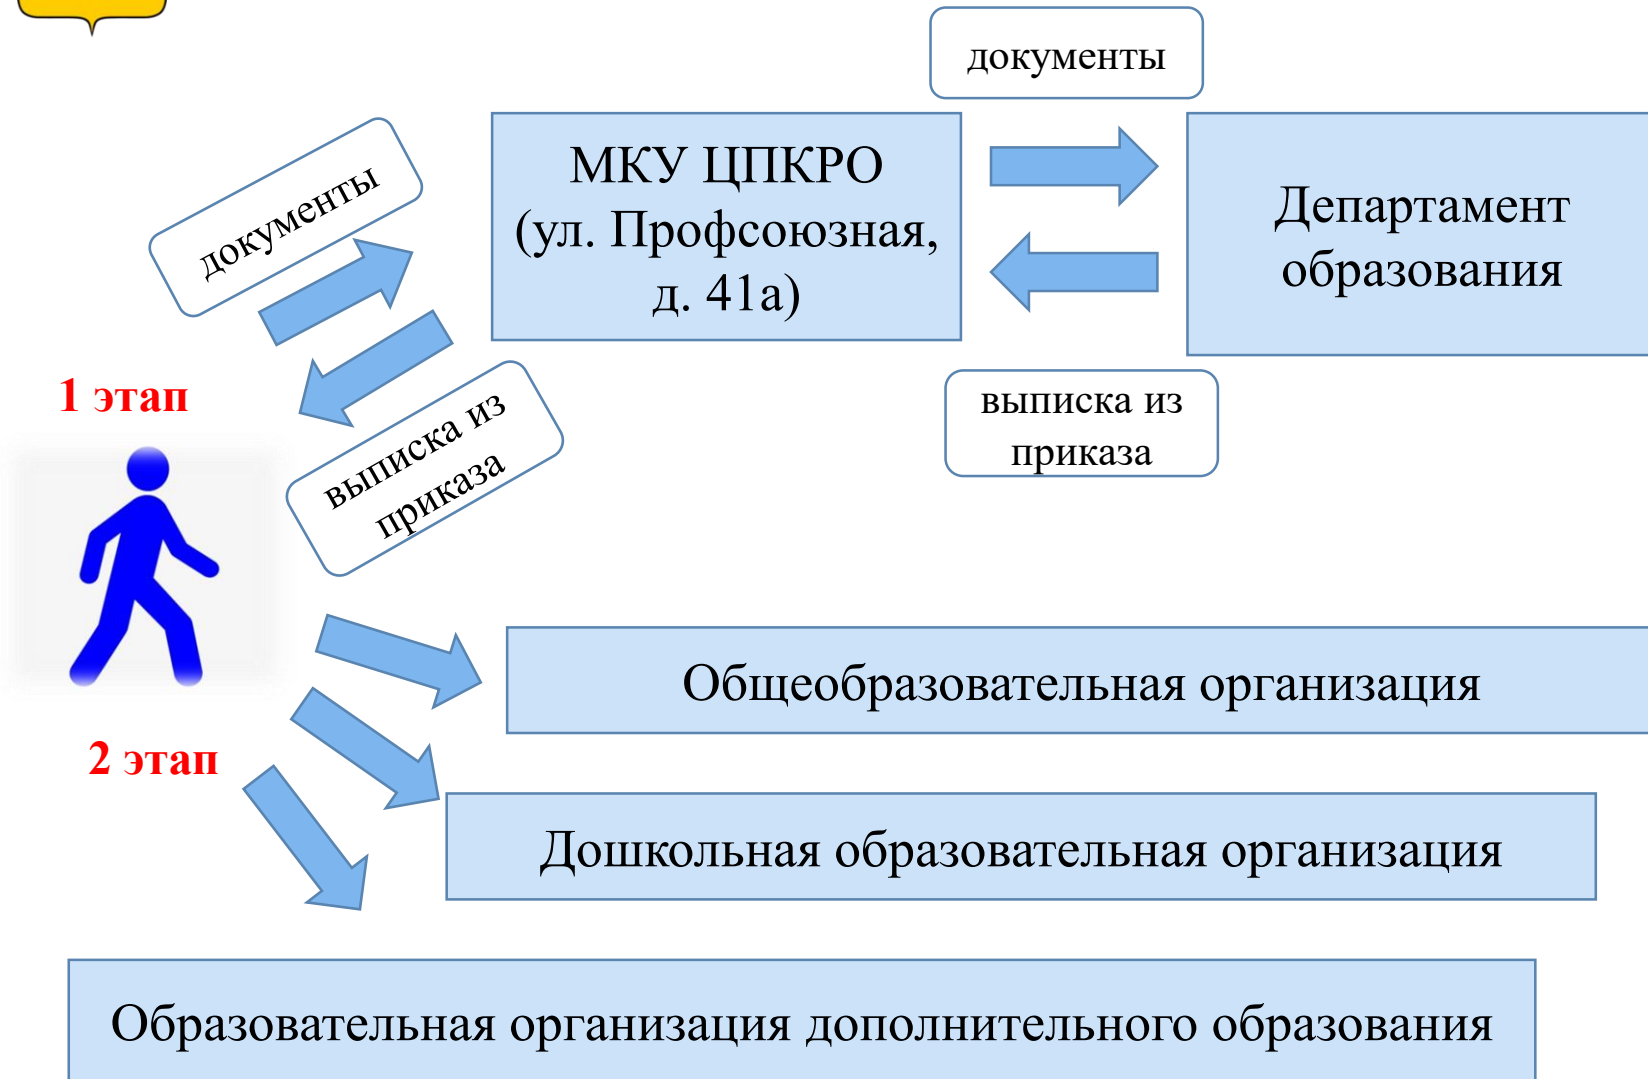 документы
МКУ ЦПКРО
(ул. Профсоюзная,
д. 41а)
Департамент
образования
документы
выписка из
приказа
1 этап
выписка из
приказа
Общеобразовательная организация
2 этап
Дошкольная образовательная организация
Образовательная организация дополнительного образования